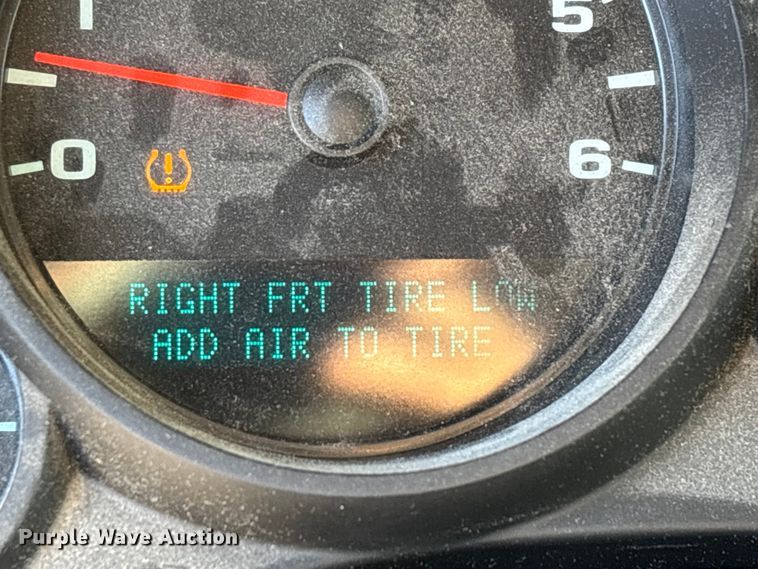 1
5
0
6
RIGHT FRT TIRE LOW
ADD AIR TO TIRE
Purple Wave Auction